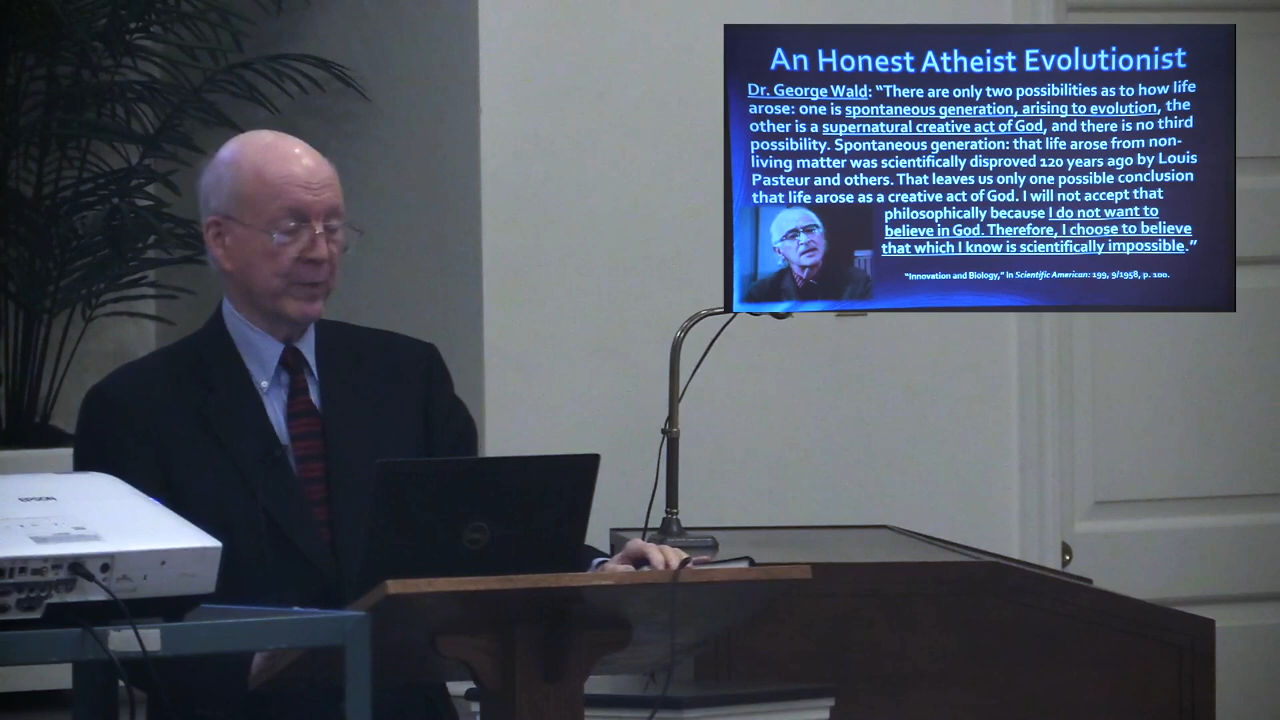 An Honest Atheist Evolutionist
Dr. George Wald: “There are only two possibilities as to how life
arose: one is spontaneous generation, arising to evolution, the
other is a supernatural creative act of God, and there is no third
possibility. Spontaneous generation: that life arose from non-
living matter was scientifically disproved 120 years ago by Louis
Pasteur and others. That leaves us only one possible conclusion
that life arose as a creative act of God. I will not accept that
philosophically because I do not want to
believe in God. Therefore, I choose to believe
that which I know is scientifically impossible.”
“Innovation and Biology,” in Scientific American: 199, 9/1958, p. 100.
EPSON